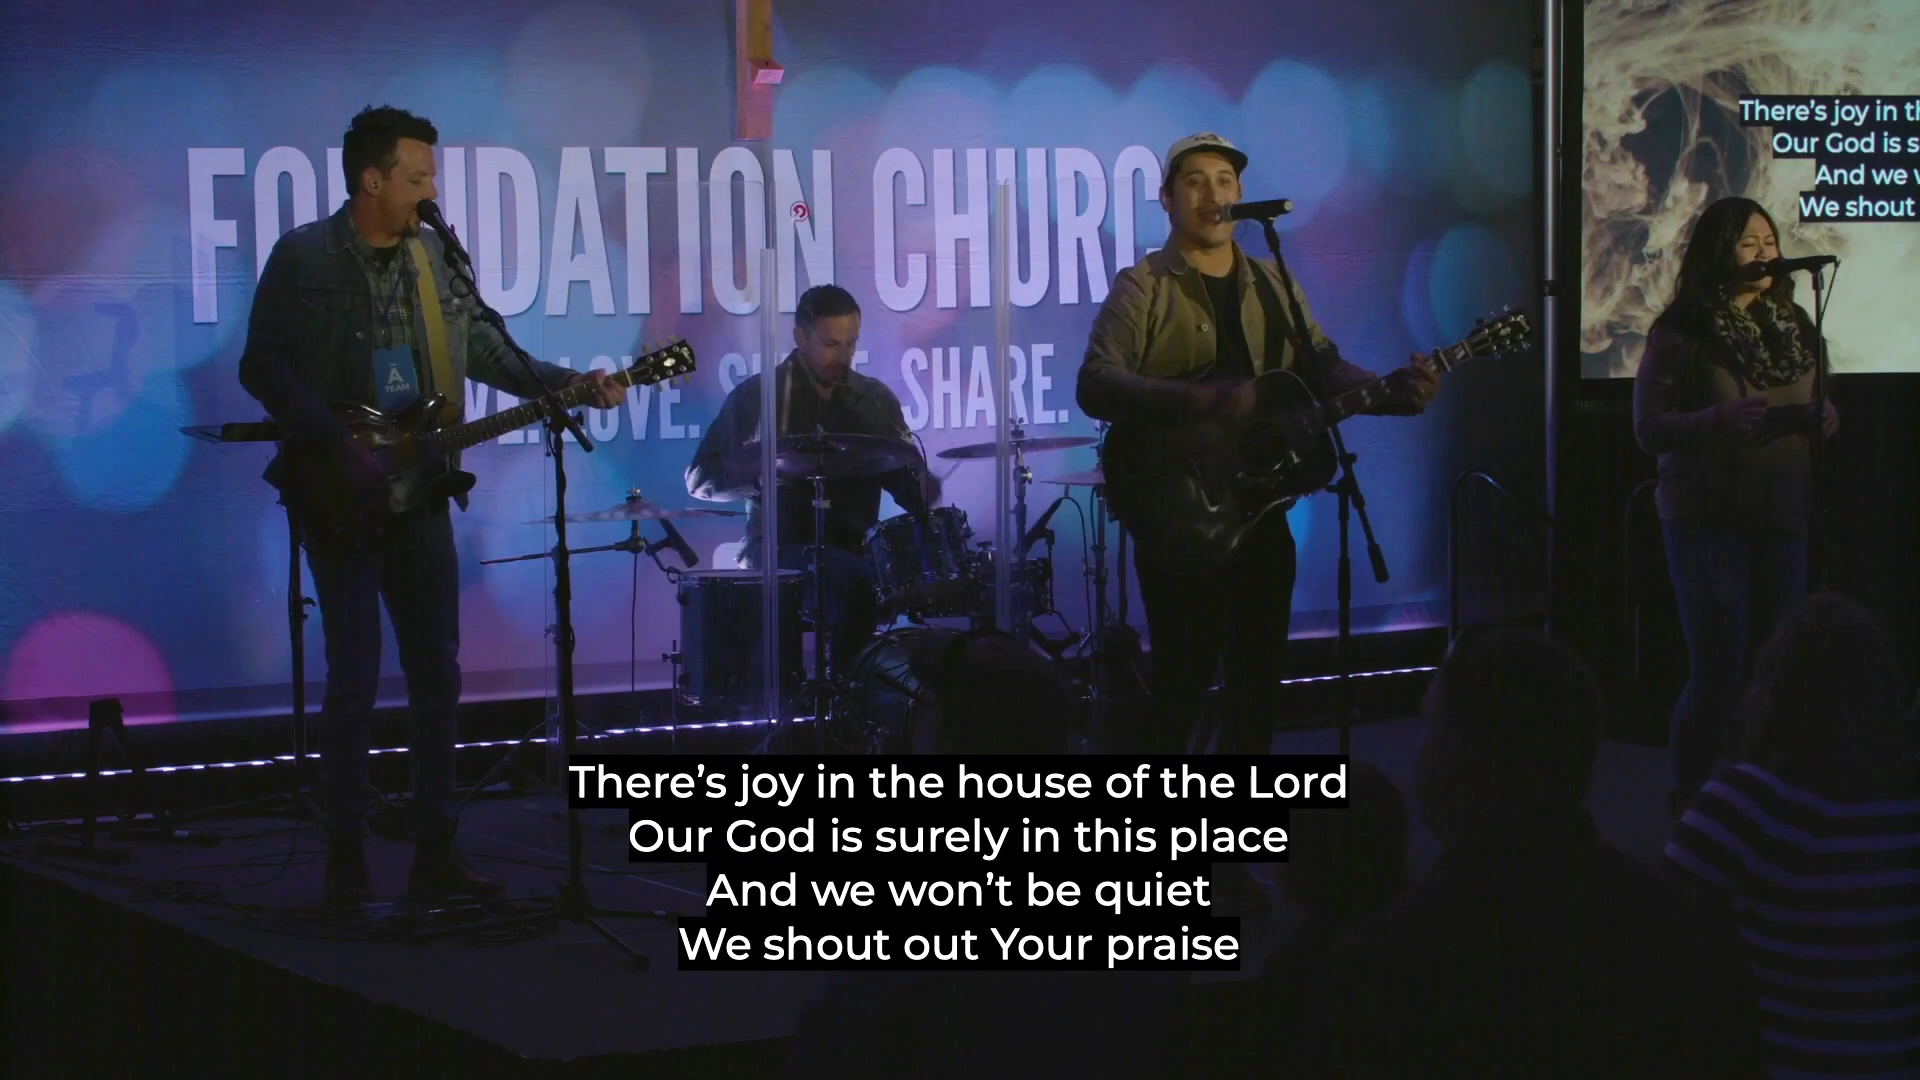 FOUNDATION CHURC
LOVE. SHARE.
A
TEAM
There's joy in th
Our God is s
And we w
We shout
There’s joy in the house of the Lord
Our God is surely in this place
And we won’t be quiet
We shout out Your praise